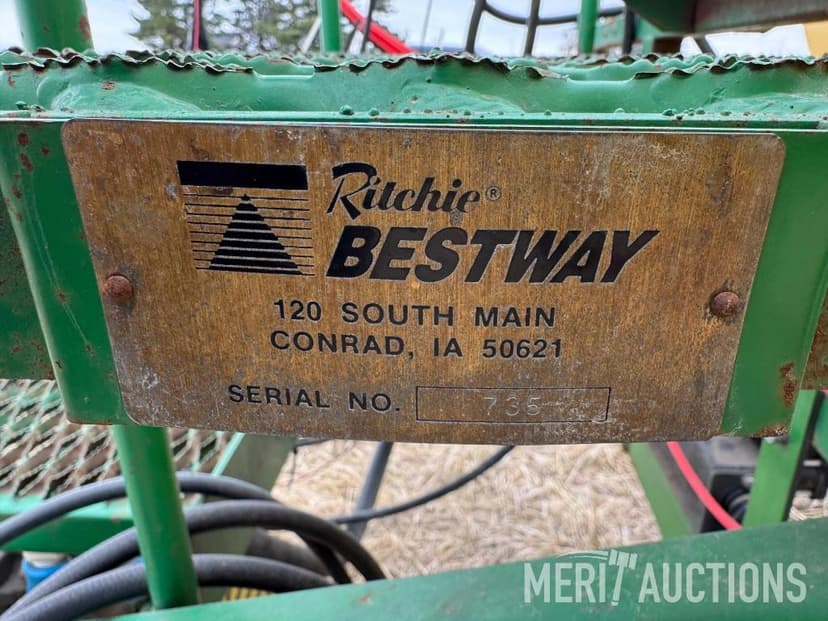 Ritchie®
BESTWAY
120 SOUTH MAIN
CONRAD, IA 50621
SERIAL NO. 735
MERIT AUCTIONS